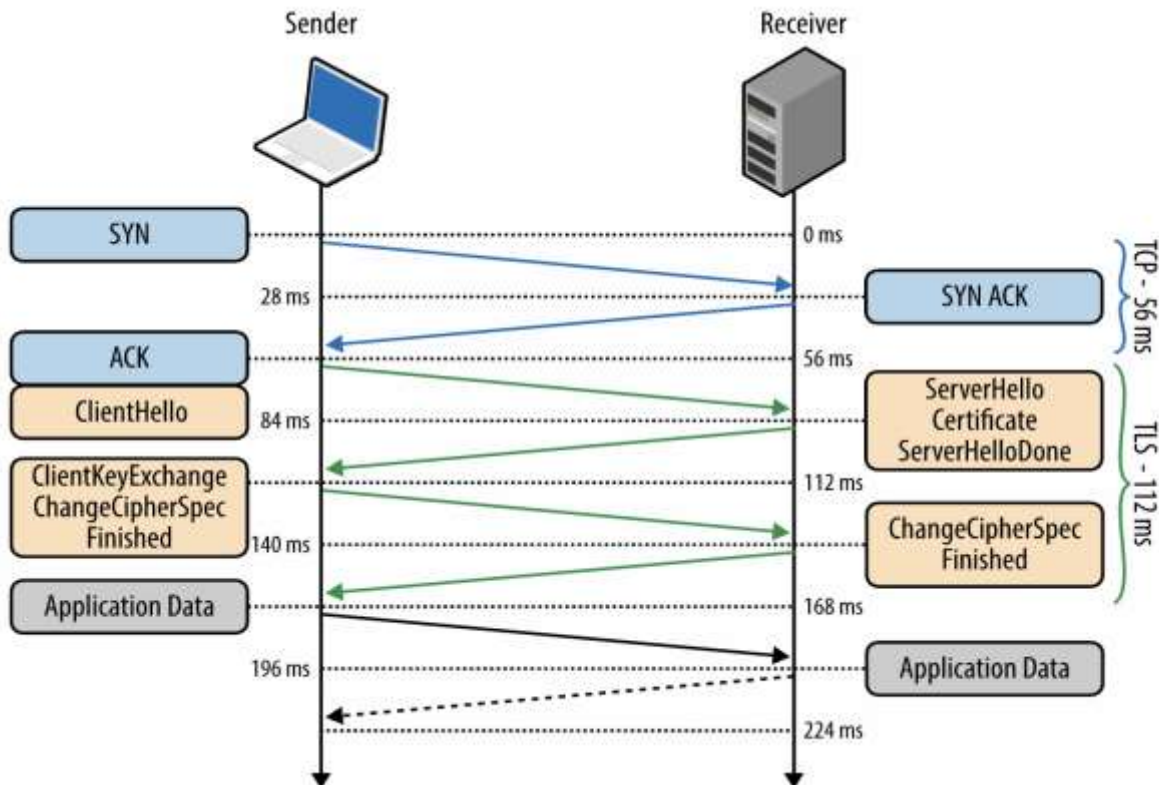 Sender
Receiver
SYN
0 ms
28 ms
SYN ACK
TCP - 56 ms
ACK
56 ms
ClientHello
84 ms
ServerHello
Certificate
ServerHelloDone
TLS - 112 ms
ClientKeyExchange
ChangeCipherSpec
Finished
112 ms
140 ms
ChangeCipherSpec
Finished
Application Data
168 ms
196 ms
Application Data
224 ms